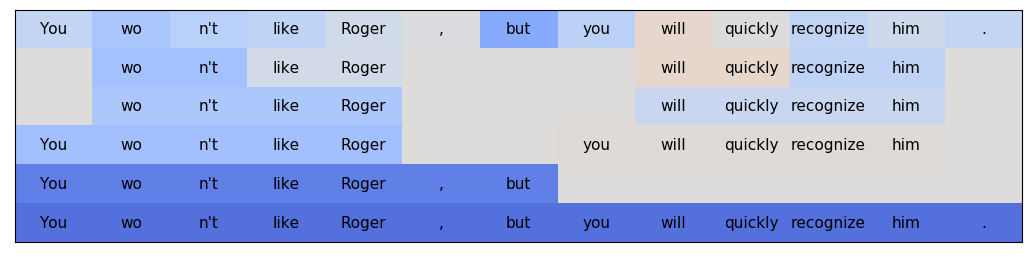 You wo n't like Roger , but you will quickly recognize him .
wo n't like Roger will quickly recognize him
wo n't like Roger will quickly recognize him
You wo n't like Roger you will quickly recognize him
You wo n't like Roger , but
You wo n't like Roger , but you will quickly recognize him .